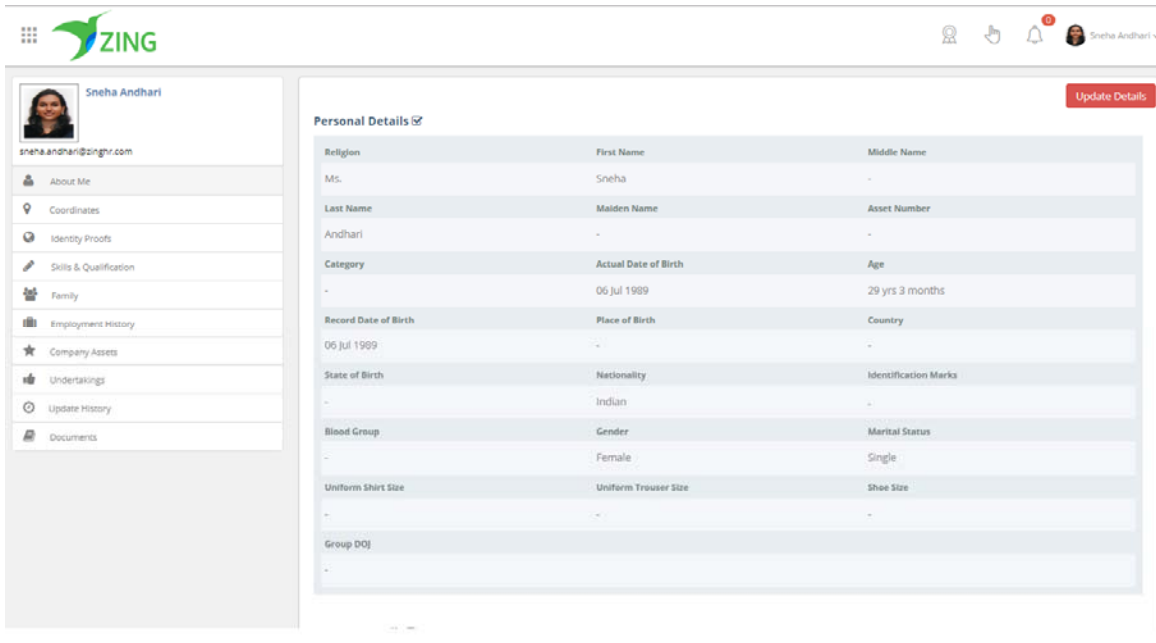 ZING
0
Sneha Andhari
Sneha Andhari
sneha.andhari@zinghr.com
About Me
Coordinates
Identity Proofs
Skills & Qualification
Family
Employment History
Company Assets
Undertakings
Update History
Documents
Update Details
Personal Details
Religion First Name Middle Name
Ms. Sneha -
Last Name Maiden Name Asset Number
Andhari - -
Category Actual Date of Birth Age
- 06 Jul 1989 29 yrs 3 months
Record Date of Birth Place of Birth Country
06 Jul 1989 - -
State of Birth Nationality Identification Marks
- Indian .
Blood Group Gender Marital Status
- Female Single
Uniform Shirt Size Uniform Trouser Size Shoe Size
- - -
Group DOJ
-